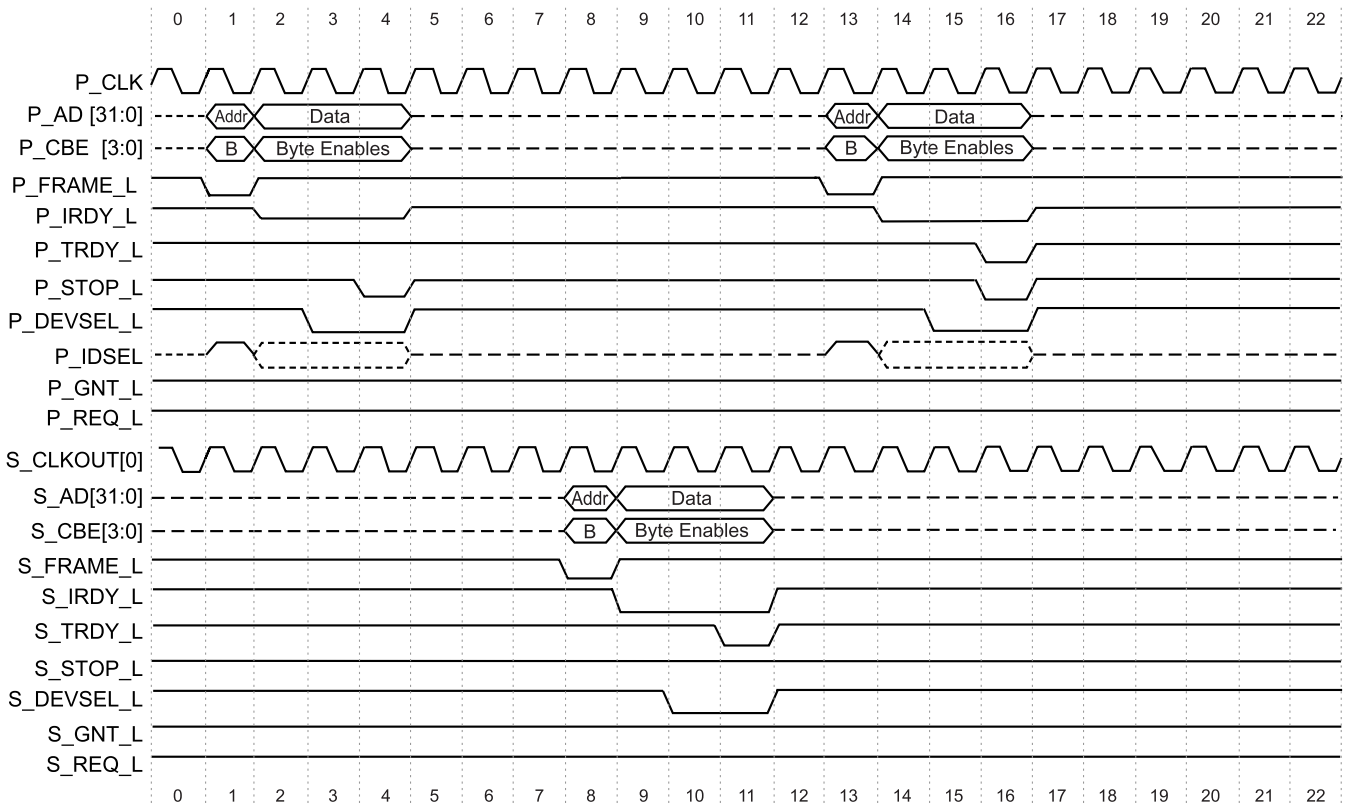 0 1 2 3 4 5 6 7 8 9 10 11 12 13 14 15 16 17 18 19 20 21 22
P_CLK
P_AD [31:0] Addr Data Addr Data
P_CBE [3:0] B Byte Enables B Byte Enables
P_FRAME_L
P_IRDY_L
P_TRDY_L
P_STOP_L
P_DEVSEL_L
P_IDSEL
P_GNT_L
P_REQ_L
S_CLKOUT[0]
S_AD[31:0] Addr Data
S_CBE[3:0] B Byte Enables
S_FRAME_L
S_IRDY_L
S_TRDY_L
S_STOP_L
S_DEVSEL_L
S_GNT_L
S_REQ_L
0 1 2 3 4 5 6 7 8 9 10 11 12 13 14 15 16 17 18 19 20 21 22